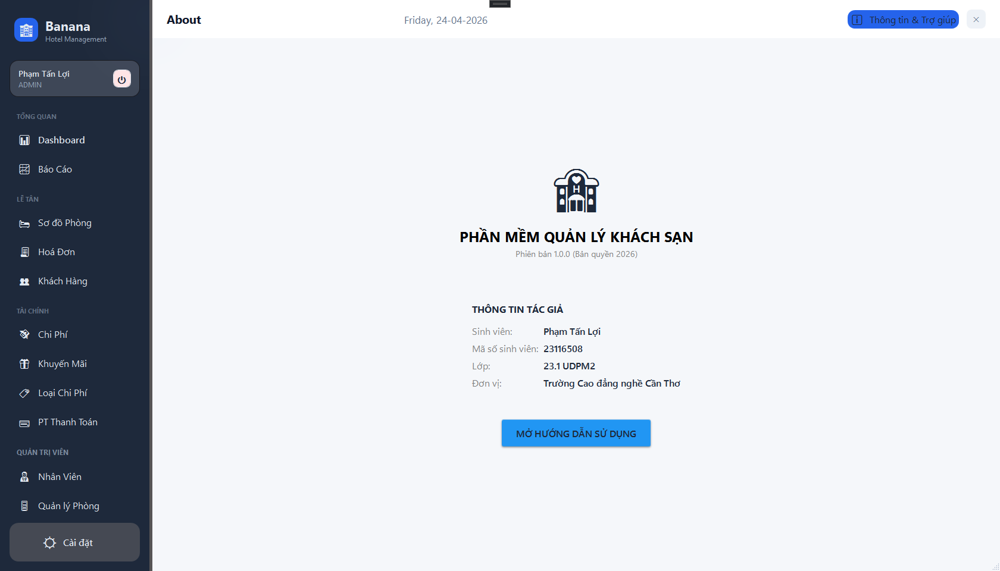 Banana
Hotel Management
Phạm Tấn Lợi
ADMIN
TỔNG QUAN
Dashboard
Báo Cáo
LỄ TÂN
Sơ đồ Phòng
Hoá Đơn
Khách Hàng
TÀI CHÍNH
Chi Phí
Khuyến Mãi
Loại Chi Phí
PT Thanh Toán
QUẢN TRỊ VIÊN
Nhân Viên
Quản lý Phòng
Cài đặt
About
Friday, 24-04-2026
Thông tin & Trợ giúp
H
PHẦN MỀM QUẢN LÝ KHÁCH SẠN
Phiên bản 1.0.0 (Bản quyền 2026)
THÔNG TIN TÁC GIẢ
Sinh viên: Phạm Tấn Lợi
Mã số sinh viên: 23116508
Lớp: 23.1 UDPM2
Đơn vị: Trường Cao đẳng nghề Cần Thơ
MỞ HƯỚNG DẪN SỬ DỤNG